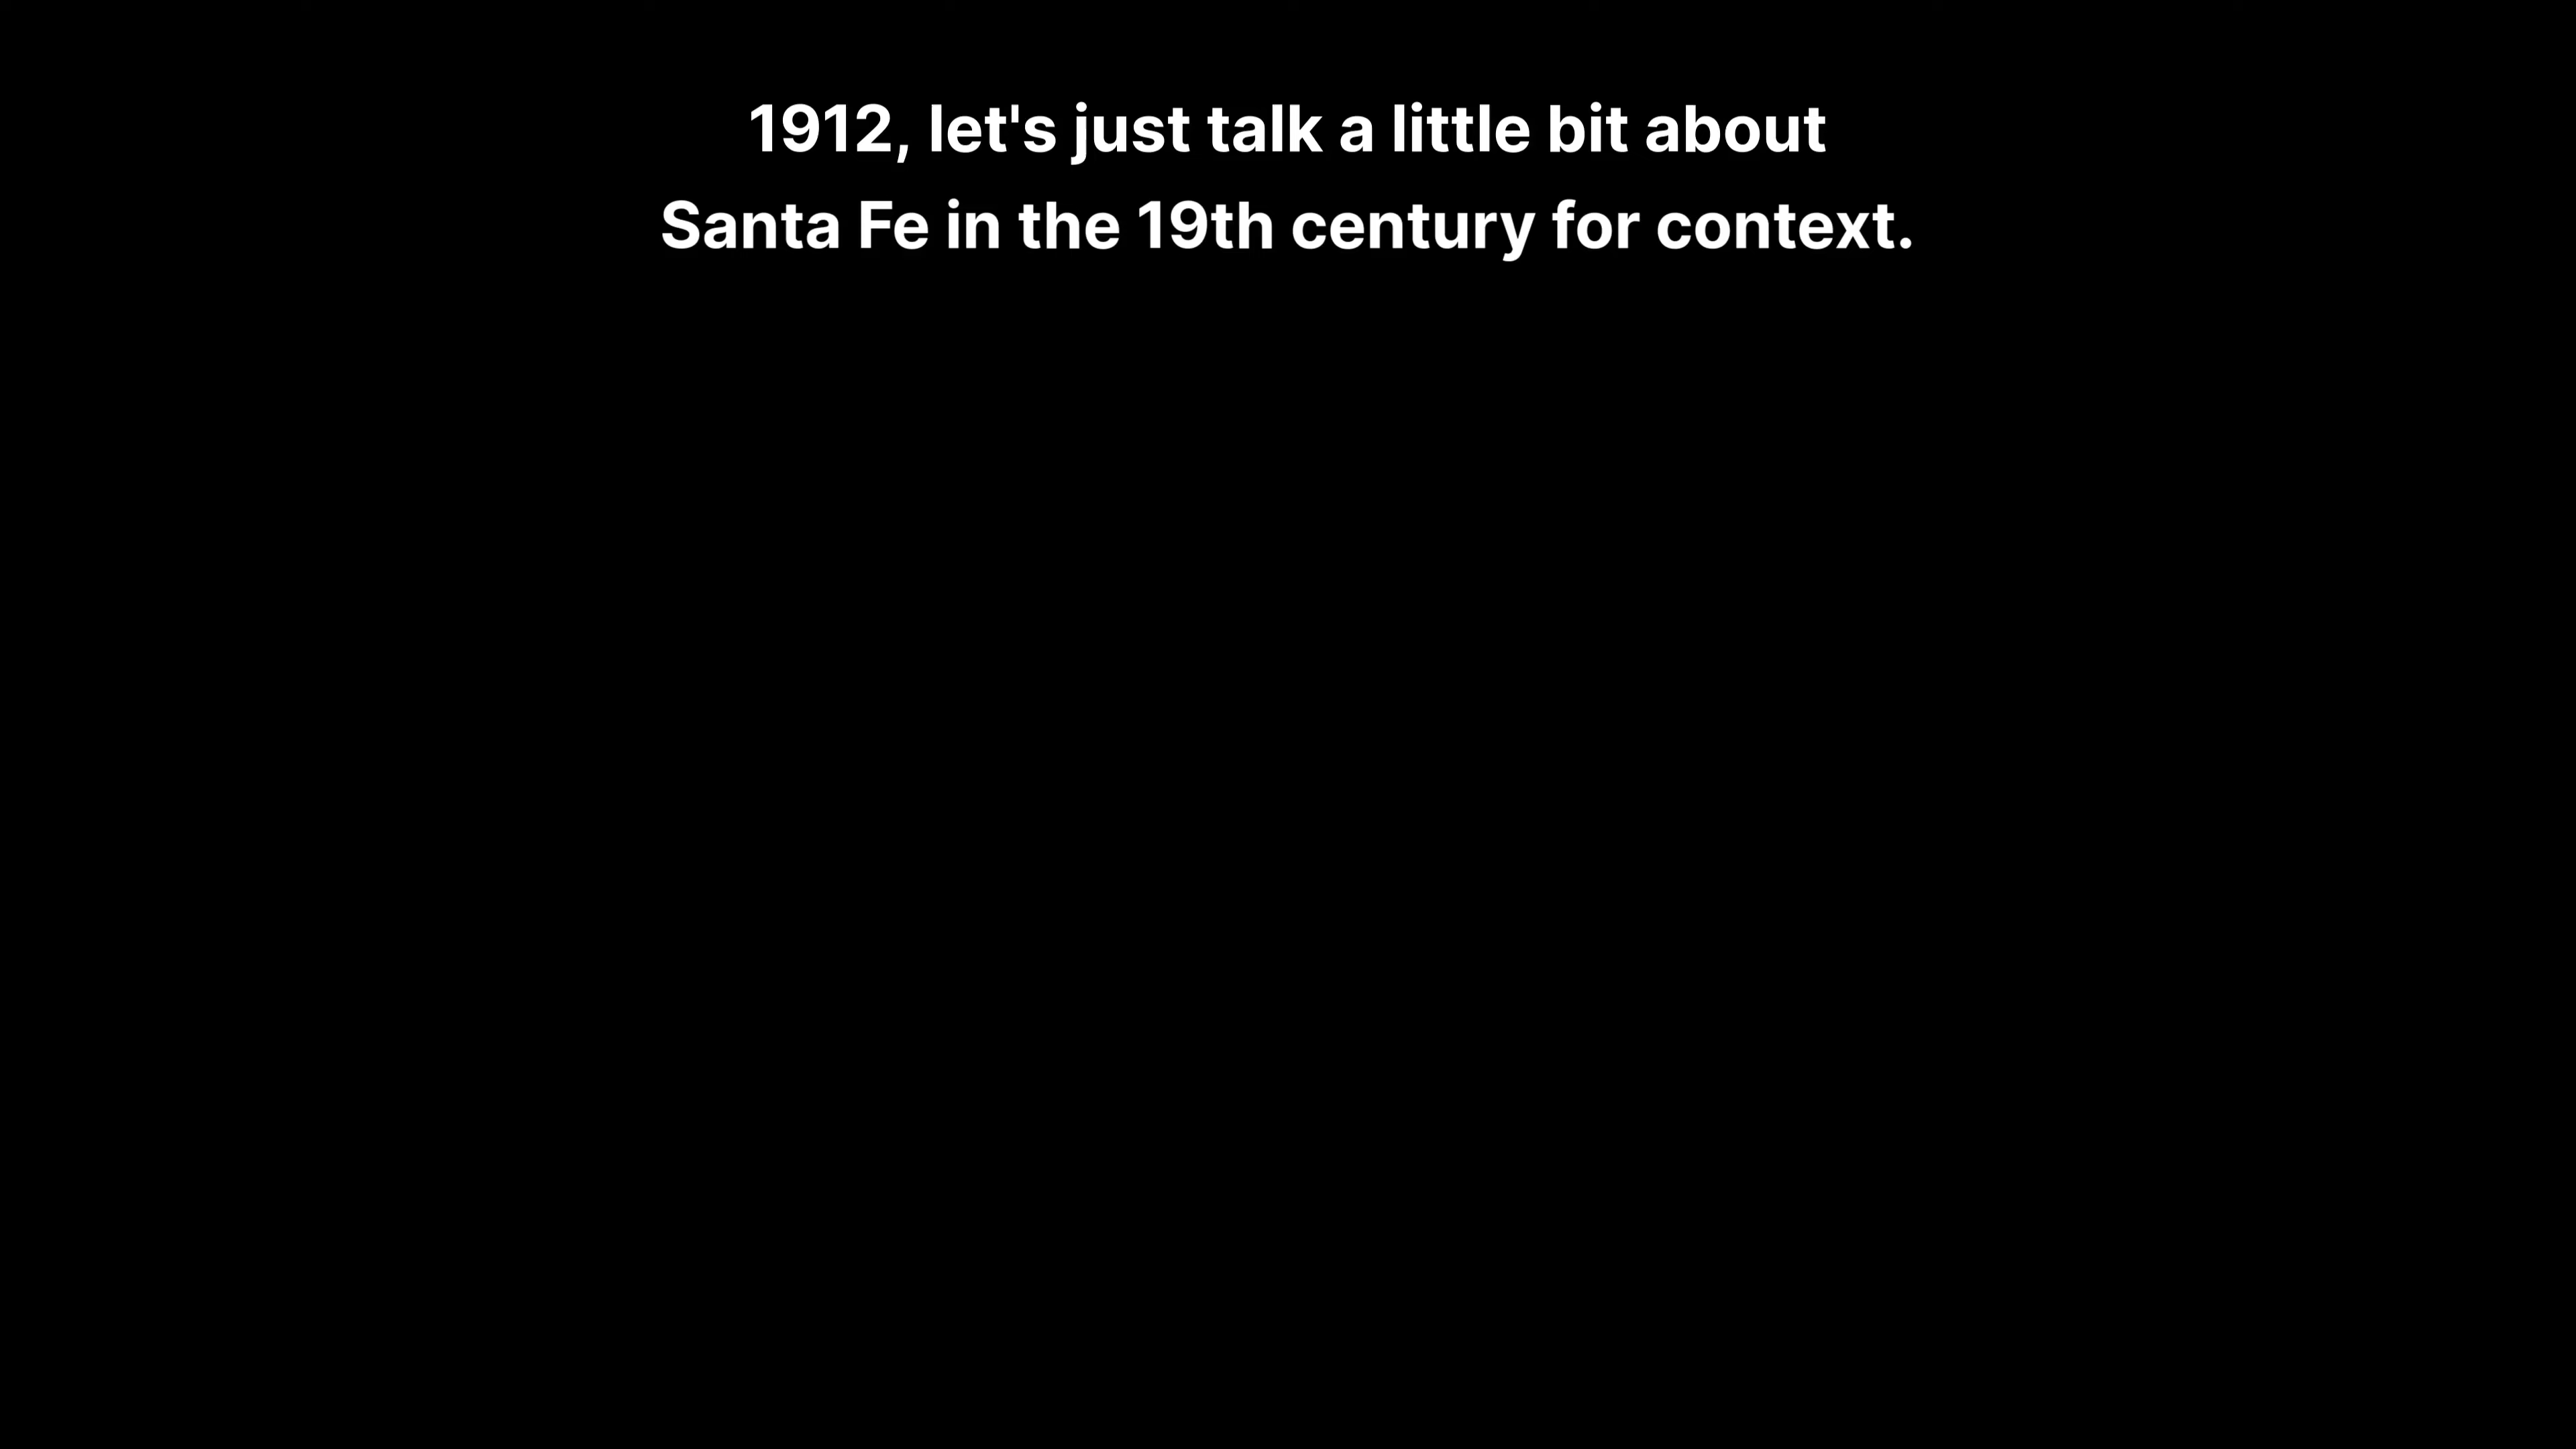 1912, let's just talk a little bit about
Santa Fe in the 19th century for context.